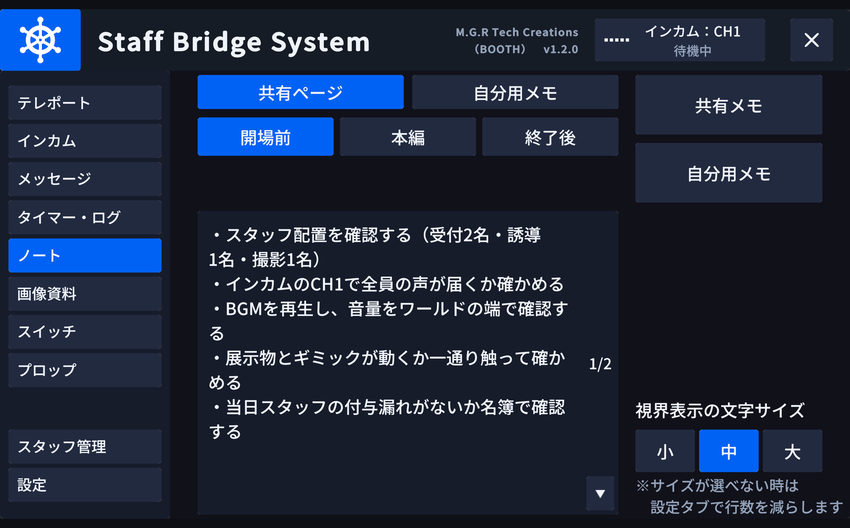 Staff Bridge System
M.G.R Tech Creations
（BOOTH） v1.2.0
インカム：CH1
待機中
テレポート
インカム
メッセージ
タイマー・ログ
ノート
画像資料
スイッチ
プロップ
スタッフ管理
設定
共有ページ
自分用メモ
開場前
本編
終了後
・スタッフ配置を確認する（受付2名・誘導
1名・撮影1名）
・インカムのCH1で全員の声が届くか確かめる
・BGMを再生し、音量をワールドの端で確認す
る
・展示物とギミックが動くか一通り触って確か
める
・当日スタッフの付与漏れがないか名簿で確認
する
1/2
▼
共有メモ
自分用メモ
視界表示の文字サイズ
小
中
大
※サイズが選べない時は
設定タブで行数を減らします